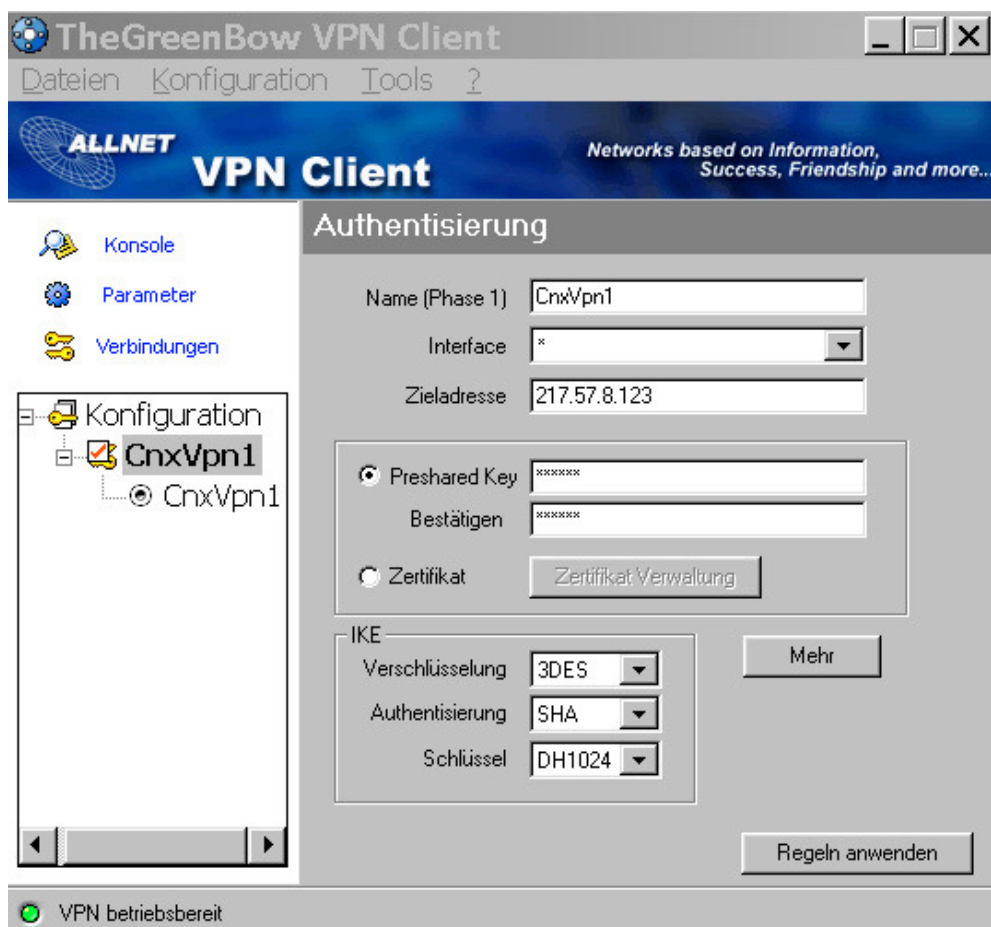 TheGreenBow VPN Client
Dateien Konfiguration Tools ?
ALLNET
VPN Client
Networks based on Information,
Success, Friendship and more...
Konsole
Parameter
Verbindungen
Konfiguration
CnxVpn1
CnxVpn1
Authentisierung
Name (Phase 1) CnxVpn1
Interface *
Zieladresse 217.57.8.123
Preshared Key ******
Bestätigen ******
Zertifikat Zertifikat Verwaltung
IKE
Verschlüsselung 3DES
Authentisierung SHA
Schlüssel DH1024
Mehr
Regeln anwenden
VPN betriebsbereit